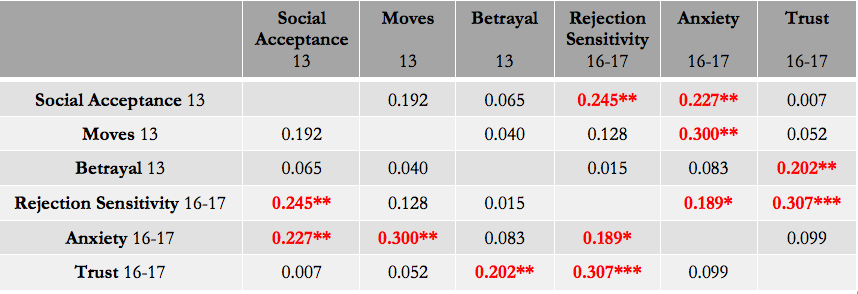 Social Acceptance 13 Moves 13 Betrayal 13 Rejection Sensitivity 16-17 Anxiety 16-17 Trust 16-17
Social Acceptance 13 0.192 0.065 0.245** 0.227** 0.007
Moves 13 0.192 0.040 0.128 0.300** 0.052
Betrayal 13 0.065 0.040 0.015 0.083 0.202**
Rejection Sensitivity 16-17 0.245** 0.128 0.015 0.189* 0.307***
Anxiety 16-17 0.227** 0.300** 0.083 0.189* 0.099
Trust 16-17 0.007 0.052 0.202** 0.307*** 0.099